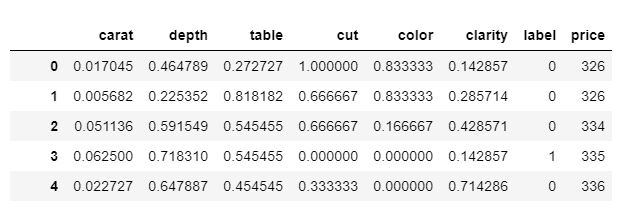 carat depth table cut color clarity label price
0 0.017045 0.464789 0.272727 1.000000 0.833333 0.142857 0 326
1 0.005682 0.225352 0.818182 0.666667 0.833333 0.285714 0 326
2 0.051136 0.591549 0.545455 0.666667 0.166667 0.428571 0 334
3 0.062500 0.718310 0.545455 0.000000 0.000000 0.142857 1 335
4 0.022727 0.647887 0.454545 0.333333 0.000000 0.714286 0 336